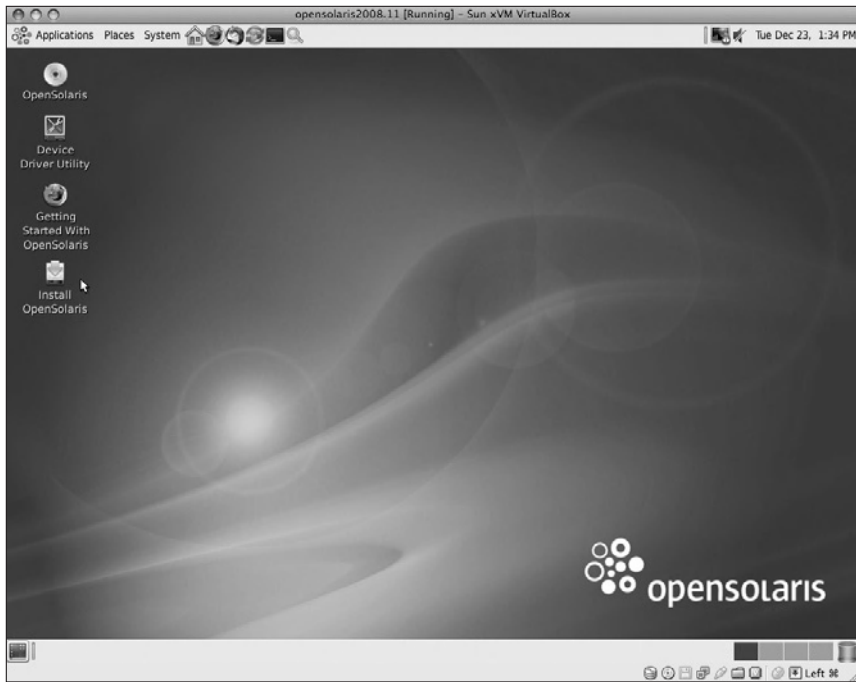 opensolaris2008.11 [Running] – Sun xVM VirtualBox
Applications Places System Tue Dec 23, 1:34 PM
OpenSolaris
Device
Driver Utility
Getting
Started With
OpenSolaris
Install
OpenSolaris
opensolaris
Left ⌘